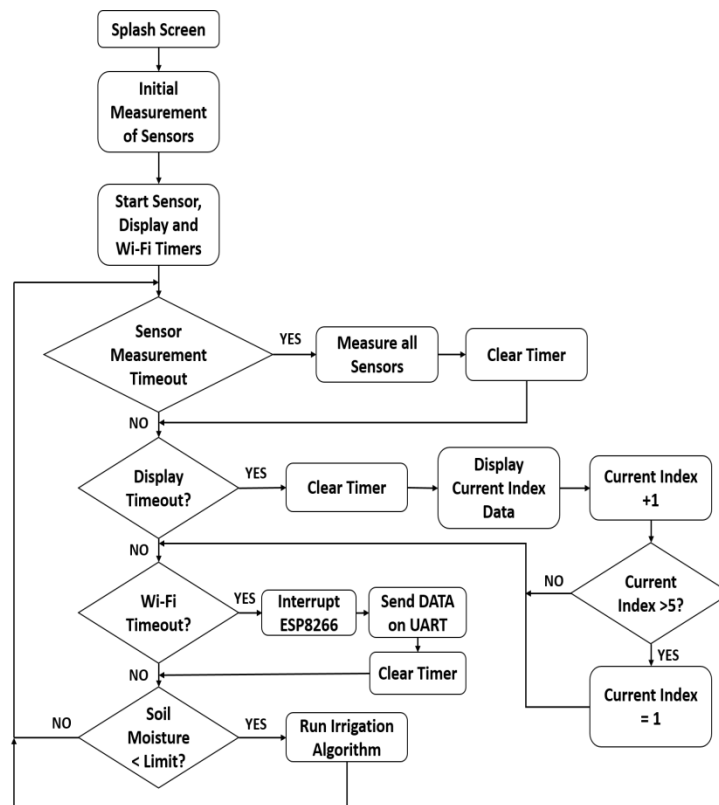 Splash Screen
Initial
Measurement
of Sensors
Start Sensor,
Display and
Wi-Fi Timers
Sensor
Measurement
Timeout
YES
Measure all
Sensors
Clear Timer
NO
Display
Timeout?
YES
Clear Timer
Display
Current Index
Data
Current Index
+1
NO
Current
Index >5?
NO
YES
Current Index
= 1
Wi-Fi
Timeout?
YES
Interrupt
ESP8266
Send DATA
on UART
Clear Timer
NO
Soil
Moisture
< Limit?
NO
YES
Run Irrigation
Algorithm